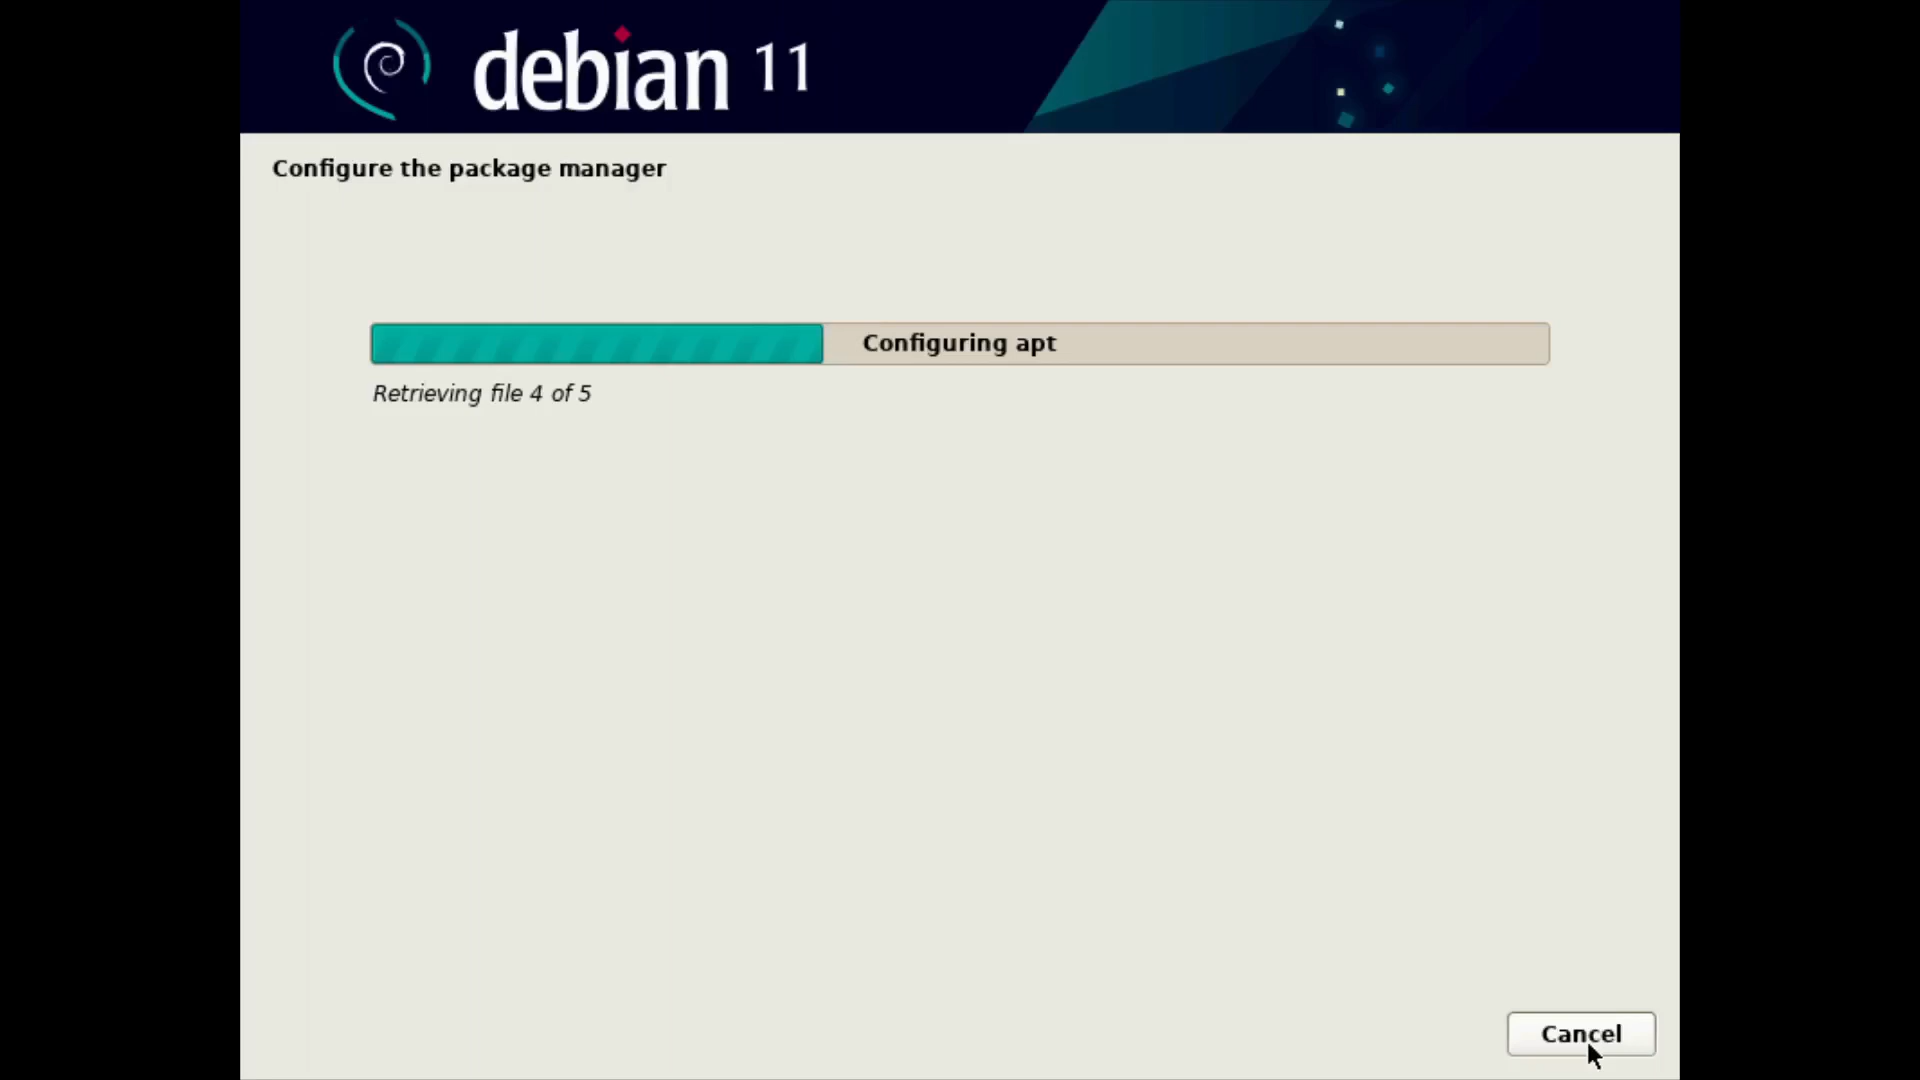 debian 11
Configure the package manager
Configuring apt
Retrieving file 4 of 5
Cancel